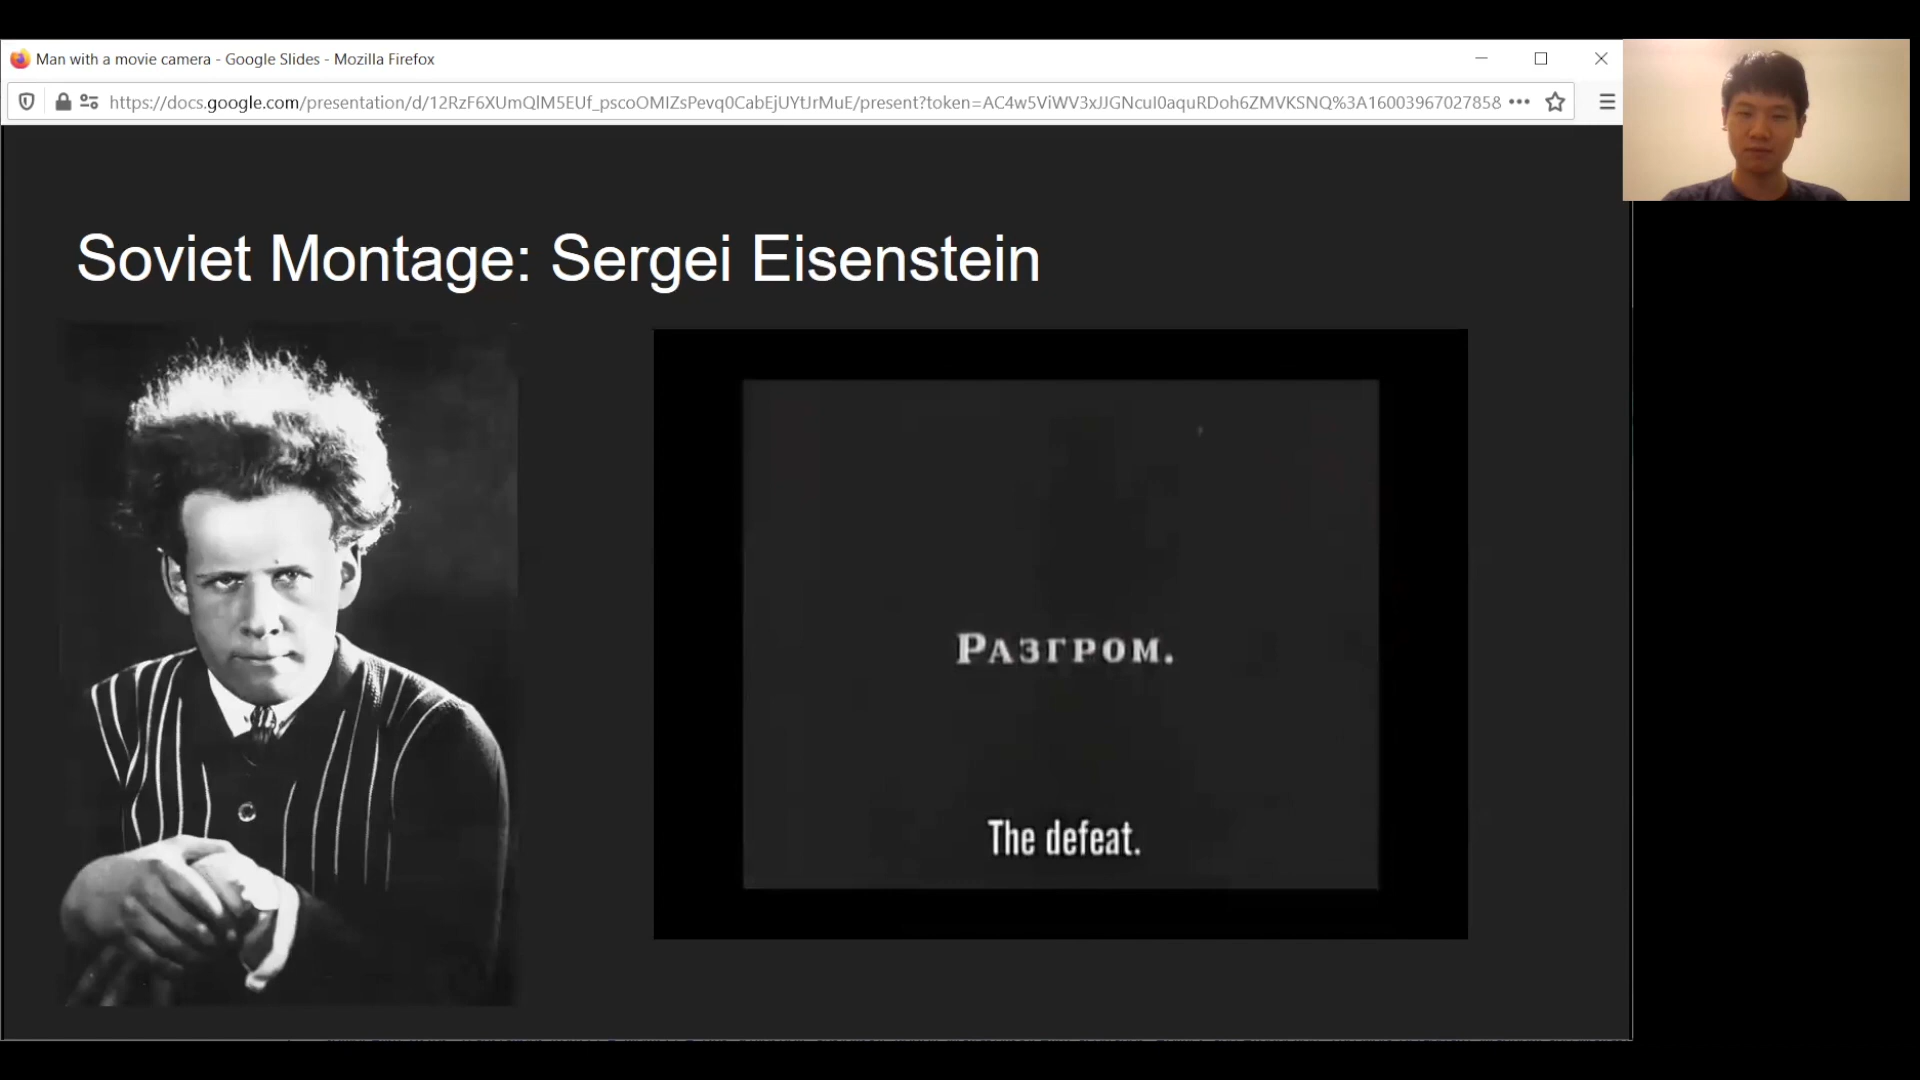 Man with a movie camera - Google Slides - Mozilla Firefox
https://docs.google.com/presentation/d/12RzF6XUmQlM5EUf_pscoOMIZsPevq0CabEjUYtJrMuE/present?token=AC4w5ViWV3xJJGNcuI0aquRDoh6ZMVKSNQ%3A16003967027858
Soviet Montage: Sergei Eisenstein
Разгром.
The defeat.